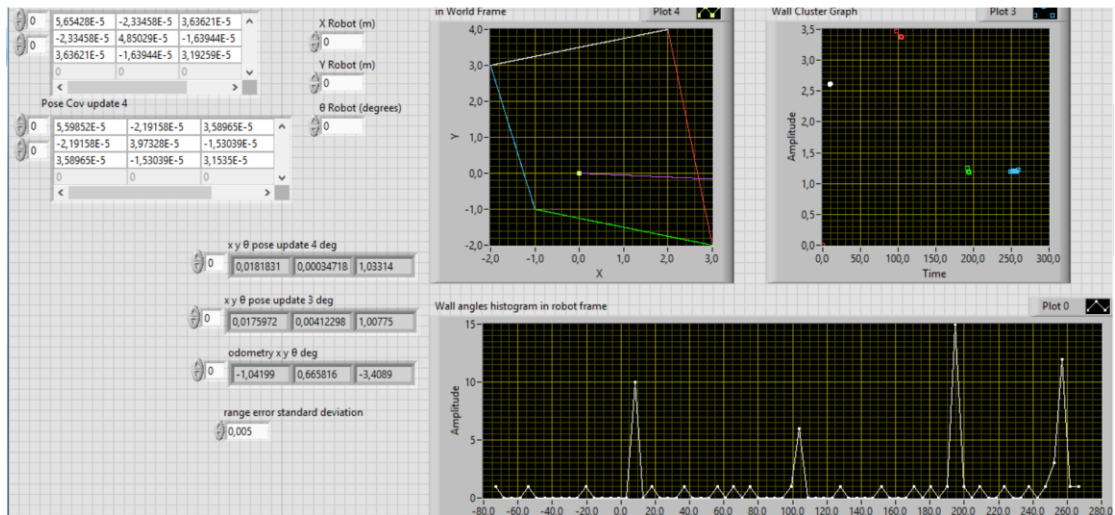 0 5,65428E-5 -2,33458E-5 3,63621E-5
0 -2,33458E-5 4,85029E-5 -1,63944E-5
3,63621E-5 -1,63944E-5 3,19259E-5
0 0 0
Pose Cov update 4
0 5,59852E-5 -2,19158E-5 3,58965E-5
0 -2,19158E-5 3,97328E-5 -1,53039E-5
3,58965E-5 -1,53039E-5 3,1535E-5
0 0 0
X Robot (m)
0
Y Robot (m)
0
θ Robot (degrees)
0
x y θ pose update 4 deg
0 0,0181831 0,00034718 1,03314
x y θ pose update 3 deg
0 0,0175972 0,00412298 1,00775
odometry x y θ deg
0 -1,04199 0,665816 -3,4089
range error standard deviation
0,005
in World Frame Plot 4
4,0
3,0
2,0
1,0
0,0
-1,0
-2,0
Y
-2,0 -1,0 0,0 1,0 2,0 3,0
X
Wall Cluster Graph Plot 3
3,5
3,0
2,5
2,0
1,5
1,0
0,5
0,0
Amplitude
0,0 50,0 100,0 150,0 200,0 250,0 300,0
Time
Wall angles histogram in robot frame Plot 0
15
10
5
0
Amplitude
-80,0 -60,0 -40,0 -20,0 0,0 20,0 40,0 60,0 80,0 100,0 120,0 140,0 160,0 180,0 200,0 220,0 240,0 260,0 280,0